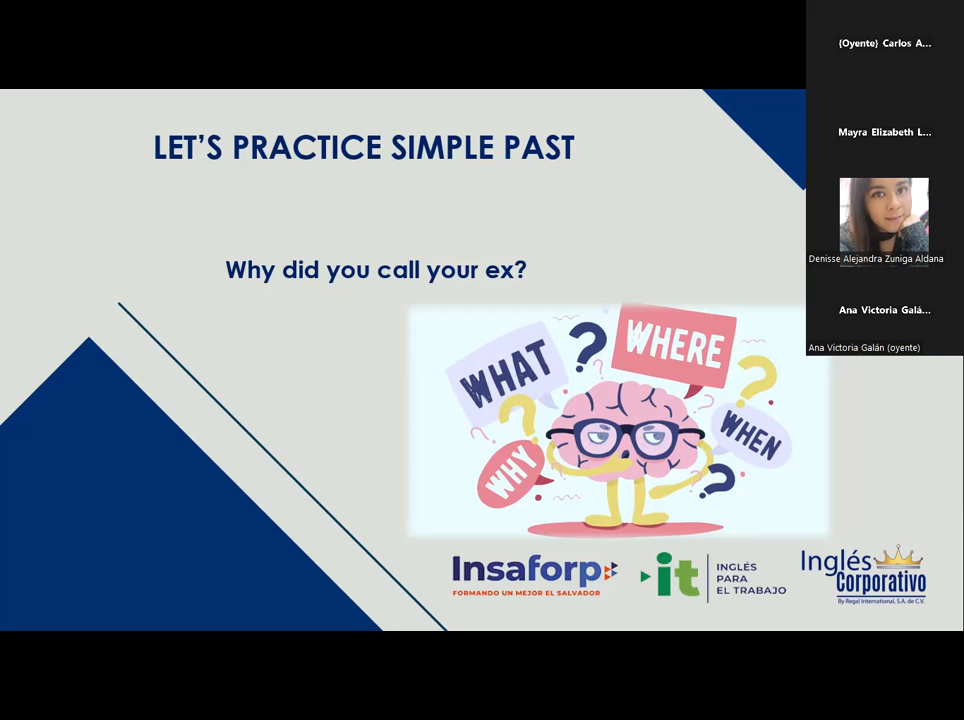 {Oyente} Carlos A...
Mayra Elizabeth L...
Denisse Alejandra Zuniga Aldana
Ana Victoria Galá...
Ana Victoria Galán (oyente)
LET'S PRACTICE SIMPLE PAST
Why did you call your ex?
WHAT
WHERE
WHY
WHEN
Insaforp
FORMANDO UN MEJOR EL SALVADOR
it
INGLÉS
PARA
EL TRABAJO
Inglés
Corporativo
By Regal International, S.A. de C.V.